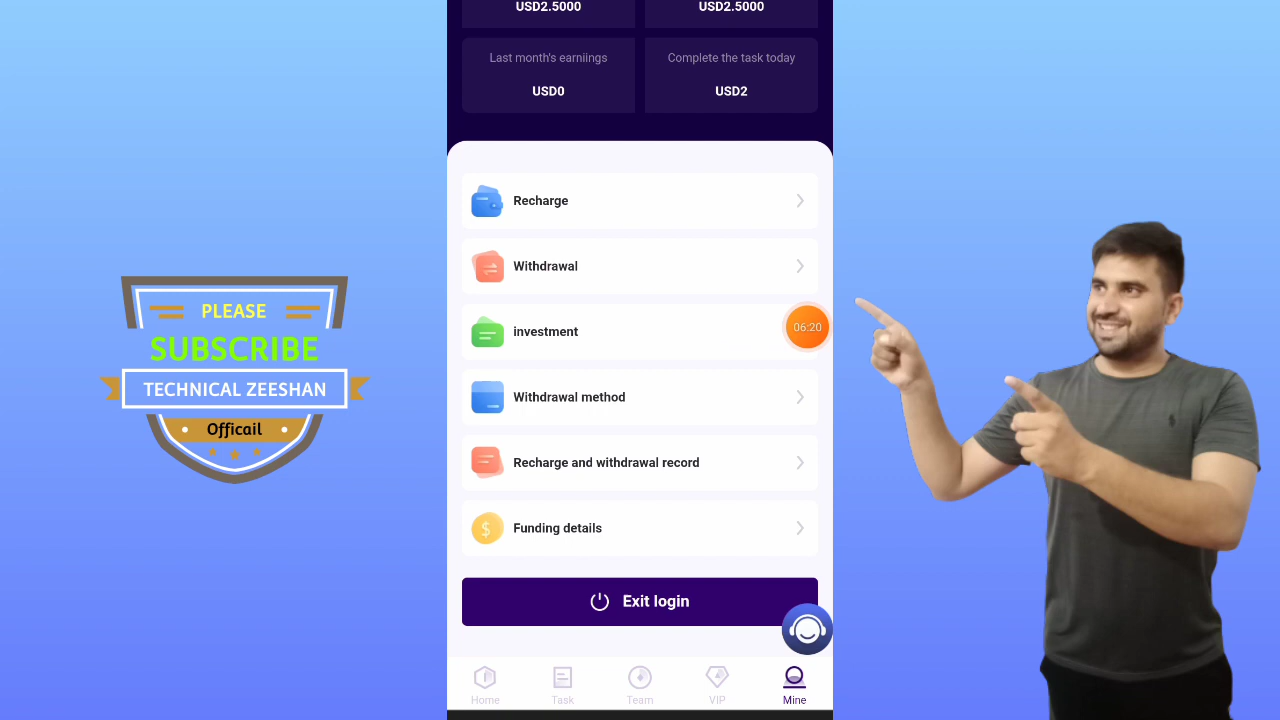 PLEASE
SUBSCRIBE
TECHNICAL ZEESHAN
Officail
USD2.5000
USD2.5000
Last month's earniings
Complete the task today
USD0
USD2
Recharge
Withdrawal
investment
06:20
Withdrawal method
Recharge and withdrawal record
Funding details
$
Exit login
Home
Task
Team
VIP
Mine